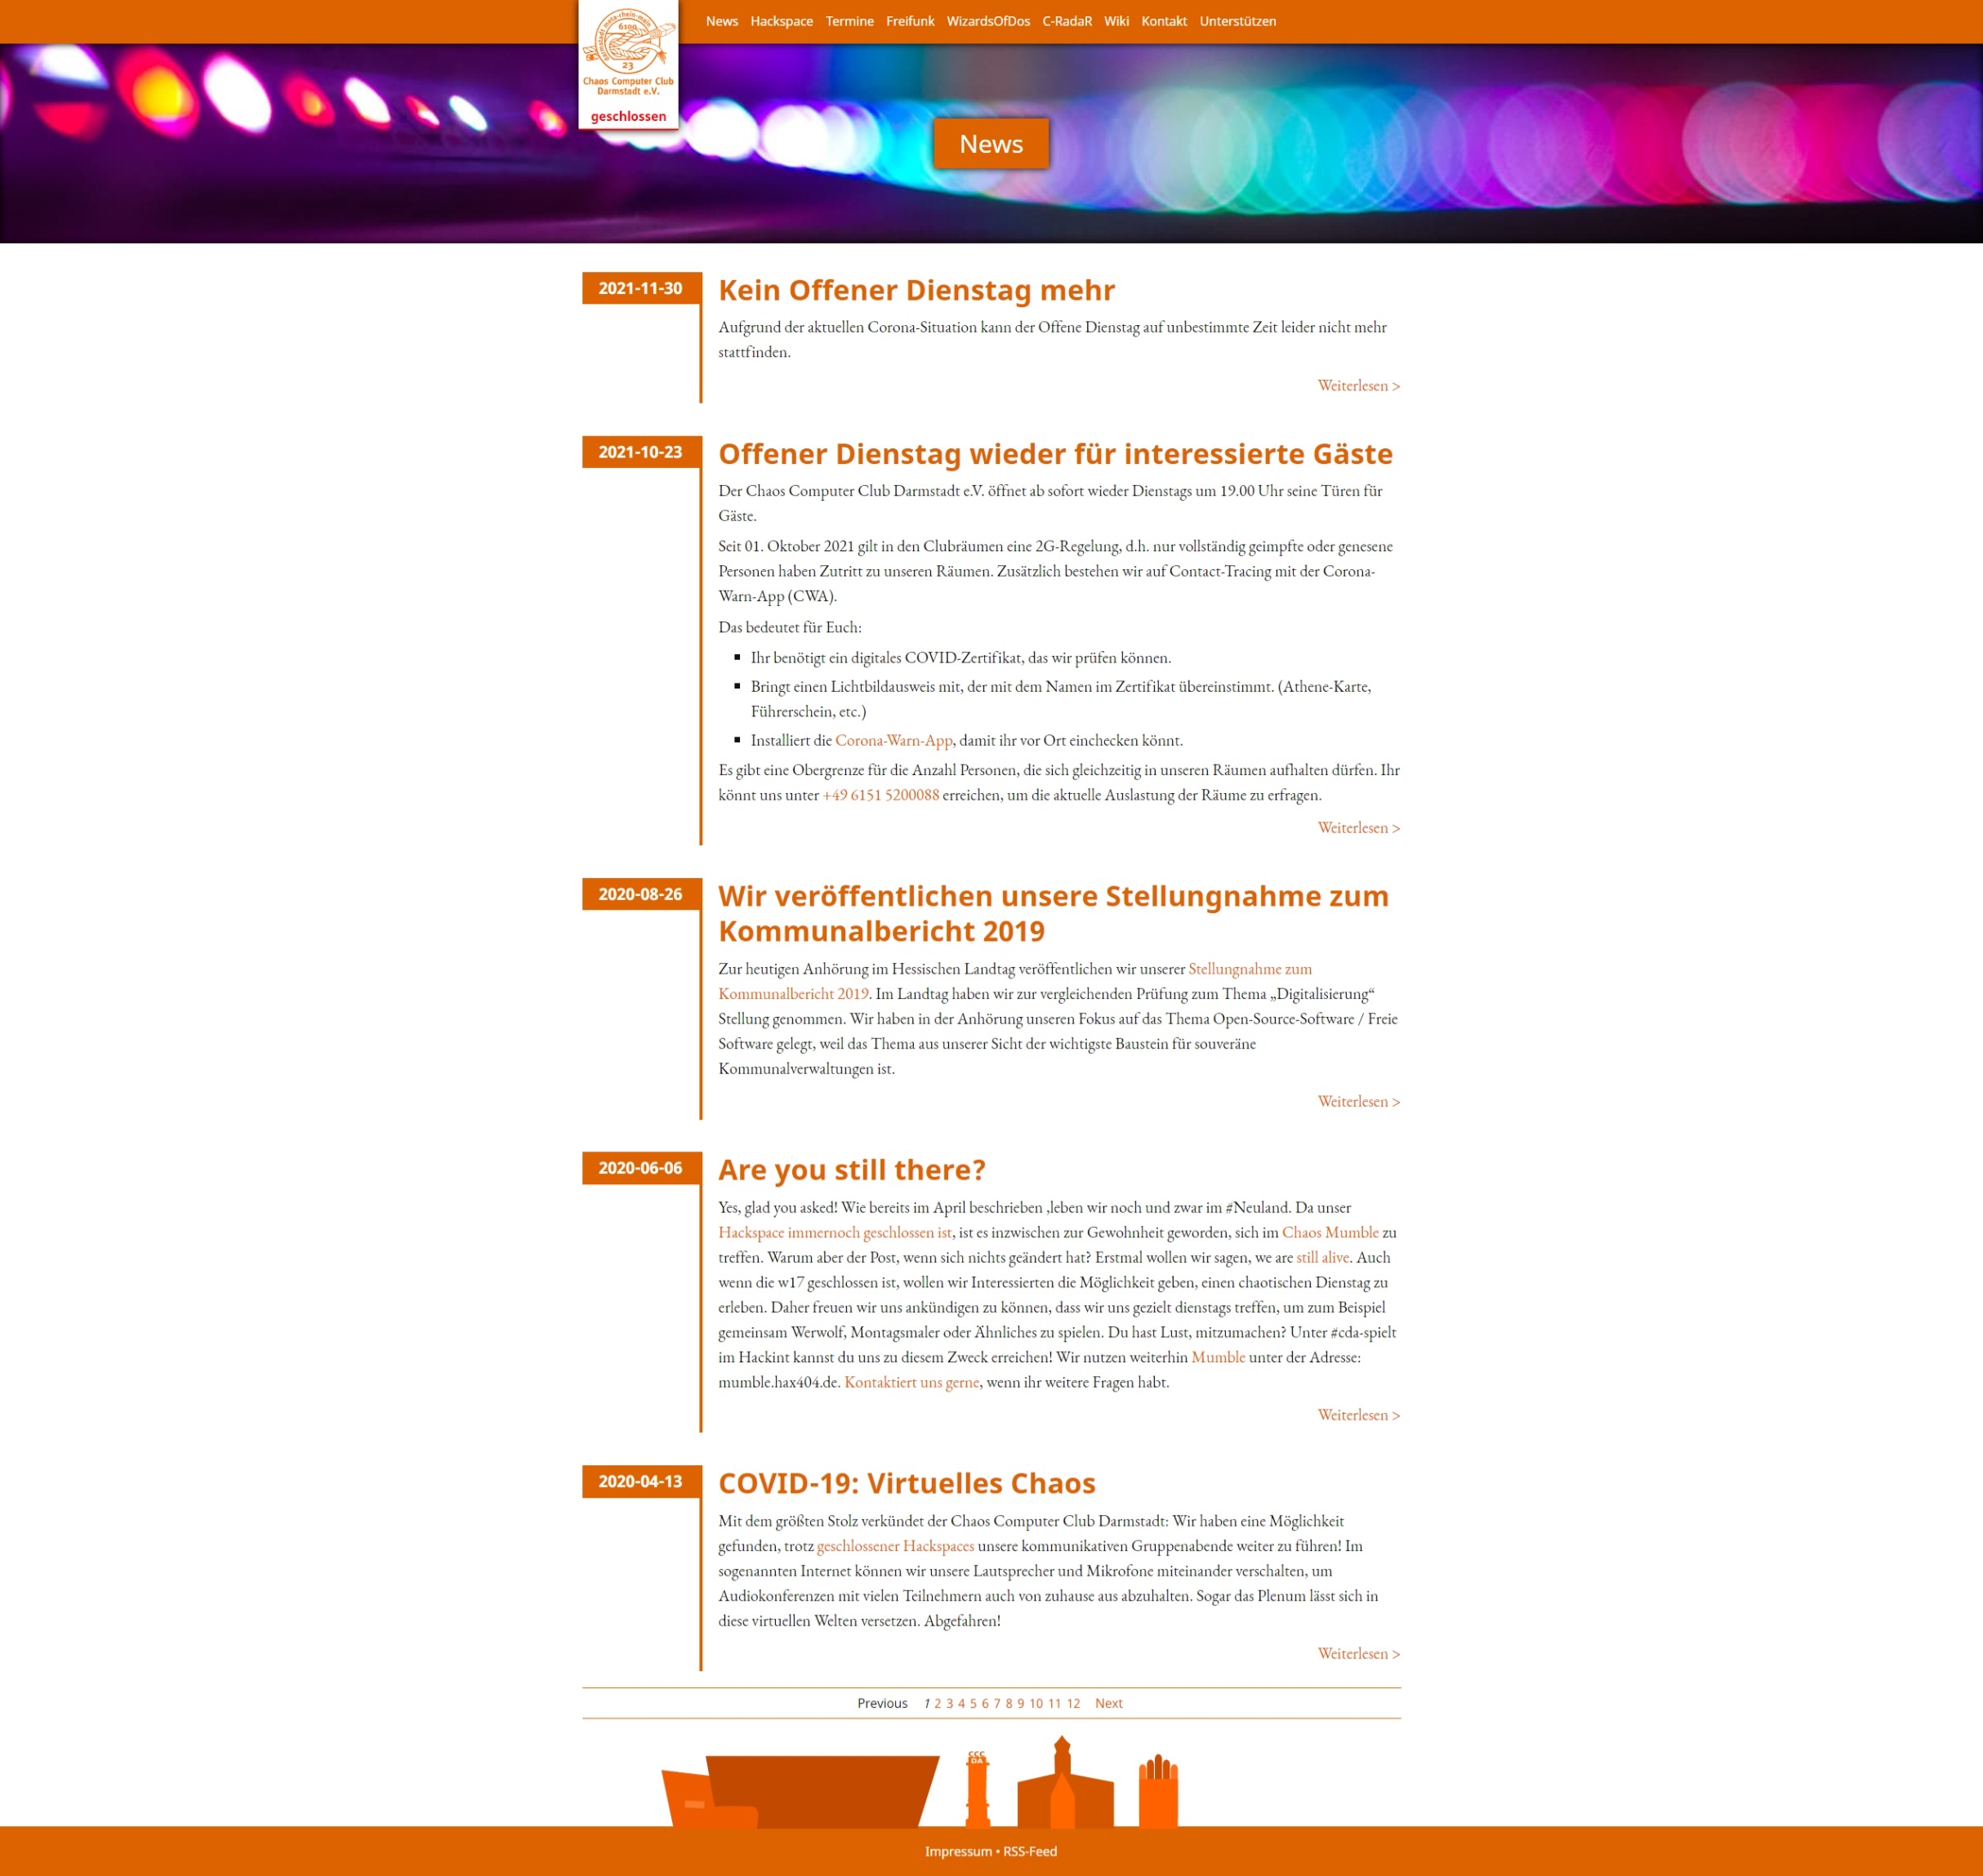 News Hackspace Termine Freifunk WizardsOfDos C-RadaR Wiki Kontakt Unterstützen
meta-rhein-main
6100
23
Chaos Computer Club
Darmstadt e.V.
geschlossen
News
2021-11-30
Kein Offener Dienstag mehr
Aufgrund der aktuellen Corona-Situation kann der Offene Dienstag auf unbestimmte Zeit leider nicht mehr
stattfinden.
Weiterlesen >
2021-10-23
Offener Dienstag wieder für interessierte Gäste
Der Chaos Computer Club Darmstadt e.V. öffnet ab sofort wieder Dienstags um 19.00 Uhr seine Türen für
Gäste.
Seit 01. Oktober 2021 gilt in den Clubräumen eine 2G-Regelung, d.h. nur vollständig geimpfte oder genesene
Personen haben Zutritt zu unseren Räumen. Zusätzlich bestehen wir auf Contact-Tracing mit der Corona-
Warn-App (CWA).
Das bedeutet für Euch:
▪ Ihr benötigt ein digitales COVID-Zertifikat, das wir prüfen können.
▪ Bringt einen Lichtbildausweis mit, der mit dem Namen im Zertifikat übereinstimmt. (Athene-Karte,
Führerschein, etc.)
▪ Installiert die Corona-Warn-App, damit ihr vor Ort einchecken könnt.
Es gibt eine Obergrenze für die Anzahl Personen, die sich gleichzeitig in unseren Räumen aufhalten dürfen. Ihr
könnt uns unter +49 6151 5200088 erreichen, um die aktuelle Auslastung der Räume zu erfragen.
Weiterlesen >
2020-08-26
Wir veröffentlichen unsere Stellungnahme zum
Kommunalbericht 2019
Zur heutigen Anhörung im Hessischen Landtag veröffentlichen wir unserer Stellungnahme zum
Kommunalbericht 2019. Im Landtag haben wir zur vergleichenden Prüfung zum Thema „Digitalisierung“
Stellung genommen. Wir haben in der Anhörung unseren Fokus auf das Thema Open-Source-Software / Freie
Software gelegt, weil das Thema aus unserer Sicht der wichtigste Baustein für souveräne
Kommunalverwaltungen ist.
Weiterlesen >
2020-06-06
Are you still there?
Yes, glad you asked! Wie bereits im April beschrieben ,leben wir noch und zwar im #Neuland. Da unser
Hackspace immernoch geschlossen ist, ist es inzwischen zur Gewohnheit geworden, sich im Chaos Mumble zu
treffen. Warum aber der Post, wenn sich nichts geändert hat? Erstmal wollen wir sagen, we are still alive. Auch
wenn die w17 geschlossen ist, wollen wir Interessierten die Möglichkeit geben, einen chaotischen Dienstag zu
erleben. Daher freuen wir uns ankündigen zu können, dass wir uns gezielt dienstags treffen, um zum Beispiel
gemeinsam Werwolf, Montagsmaler oder Ähnliches zu spielen. Du hast Lust, mitzumachen? Unter #cda-spielt
im Hackint kannst du uns zu diesem Zweck erreichen! Wir nutzen weiterhin Mumble unter der Adresse:
mumble.hax404.de. Kontaktiert uns gerne, wenn ihr weitere Fragen habt.
Weiterlesen >
2020-04-13
COVID-19: Virtuelles Chaos
Mit dem größten Stolz verkündet der Chaos Computer Club Darmstadt: Wir haben eine Möglichkeit
gefunden, trotz geschlossener Hackspaces unsere kommunikativen Gruppenabende weiter zu führen! Im
sogenannten Internet können wir unsere Lautsprecher und Mikrofone miteinander verschalten, um
Audiokonferenzen mit vielen Teilnehmern auch von zuhause aus abzuhalten. Sogar das Plenum lässt sich in
diese virtuellen Welten versetzen. Abgefahren!
Weiterlesen >
Previous 1 2 3 4 5 6 7 8 9 10 11 12 Next
CCC
DA
Impressum • RSS-Feed